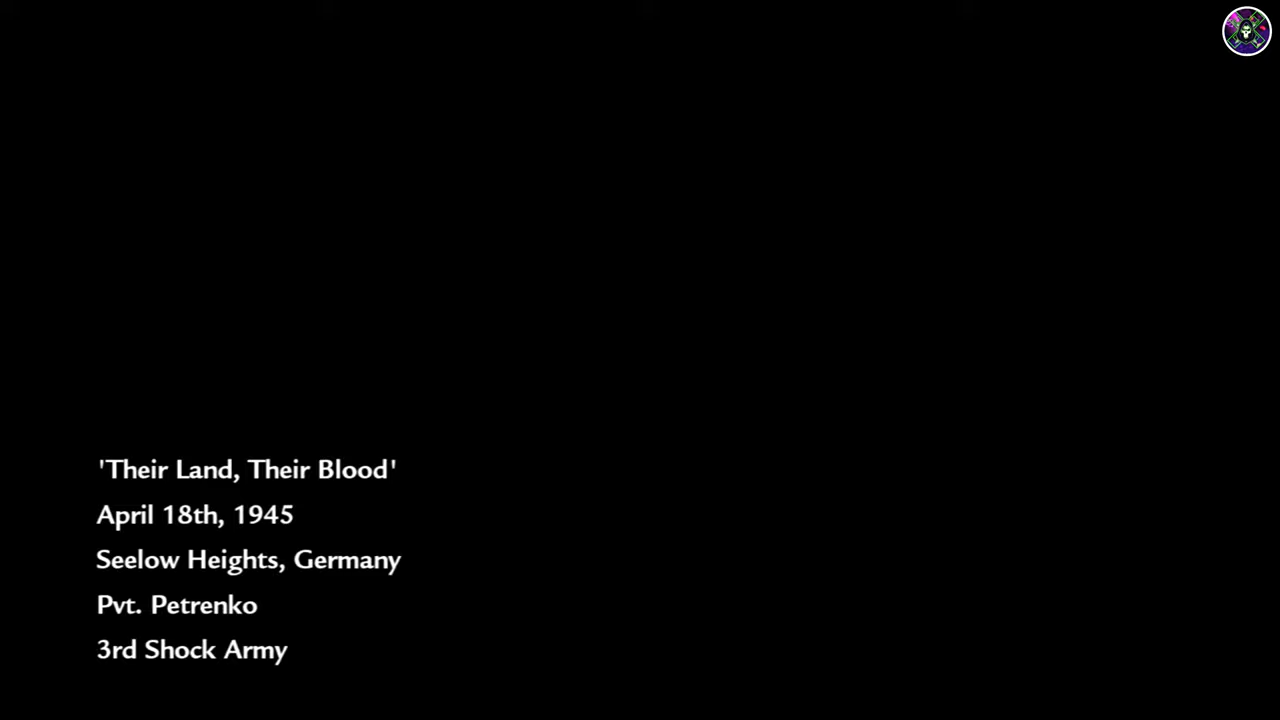 'Their Land, Their Blood'
April 18th, 1945
Seelow Heights, Germany
Pvt. Petrenko
3rd Shock Army